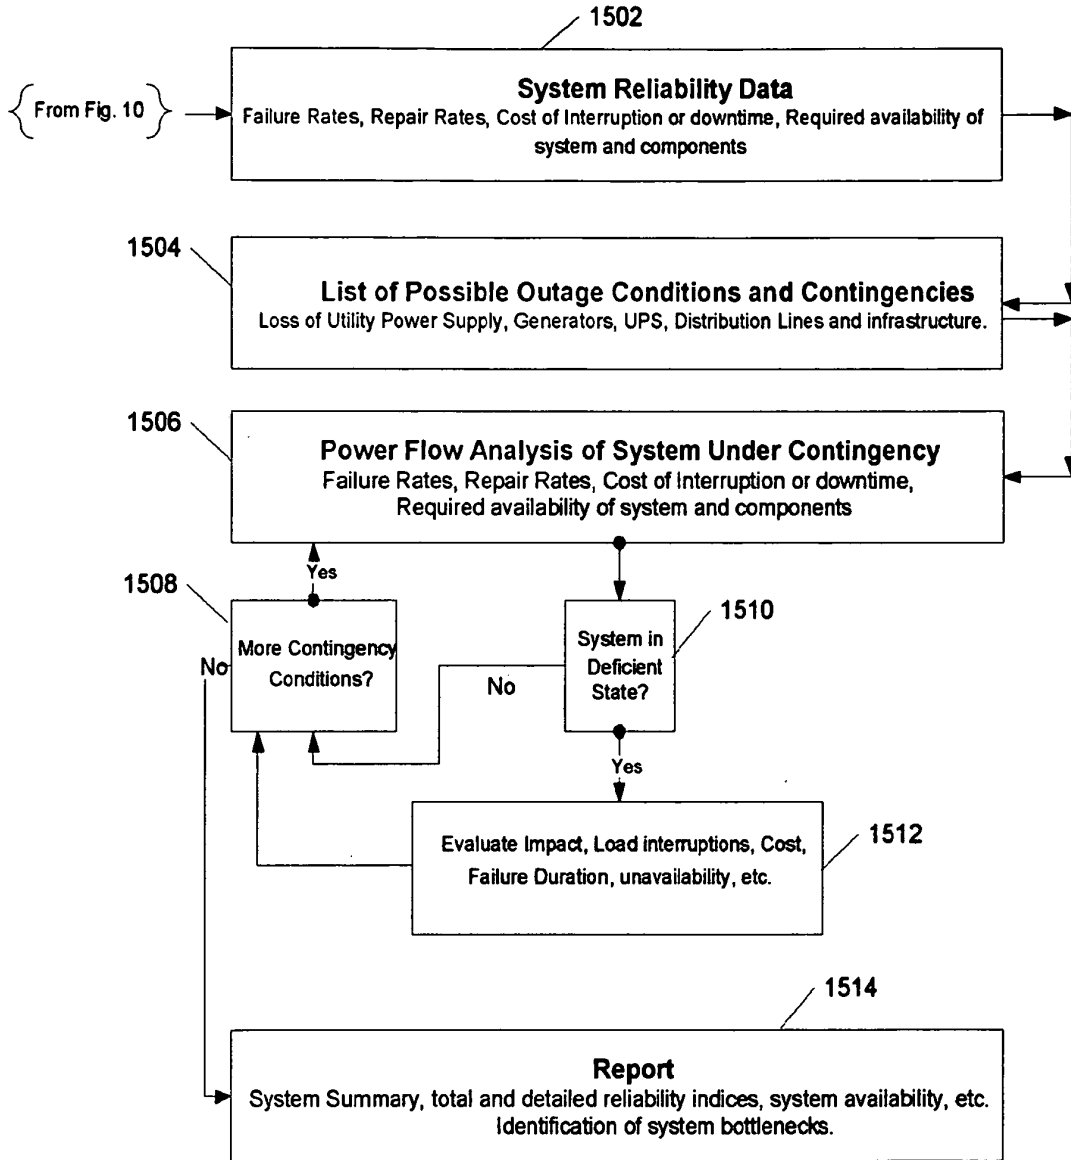 1502
System Reliability Data
{From Fig. 10}
Failure Rates, Repair Rates, Cost of Interruption or downtime, Required availability of
system and components
1504
List of Possible Outage Conditions and Contingencies
Loss of Utility Power Supply, Generators, UPS, Distribution Lines and infrastructure.
1506
Power Flow Analysis of System Under Contingency
Failure Rates, Repair Rates, Cost of Interruption or downtime,
Required availability of system and components
Yes
1508
1510
More Contingency
Conditions?
System in
Deficient
State?
No
No
Yes
1512
Evaluate Impact, Load interruptions, Cost,
Failure Duration, unavailability, etc.
1514
Report
System Summary, total and detailed reliability indices, system availability, etc.
Identification of system bottlenecks.